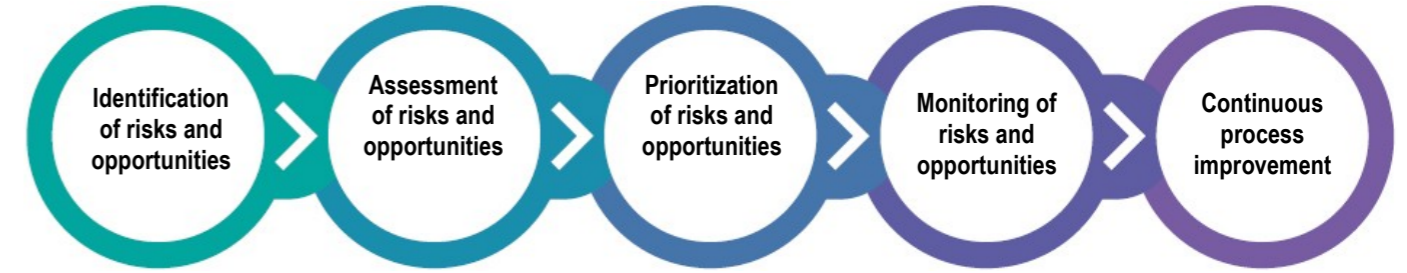 Identification
of risks and
opportunities
Assessment
of risks and
opportunities
Prioritization
of risks and
opportunities
Monitoring of
risks and
opportunities
Continuous
process
improvement